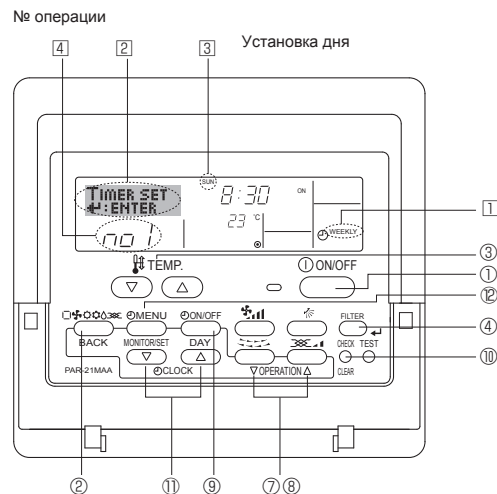 № операции
Установка дня
4 2 3
SUN
TIMER SET 8:30 ON
↵:ENTER
23 °C
no1
WEEKLY
1
TEMP. ON/OFF
③
①
⑫
MENU ON/OFF FILTER
④
BACK MONITOR/SET DAY CHECK TEST
⑩
PAR-21MAA CLOCK ▽OPERATION△ CLEAR
② ⑪ ⑨ ⑦ ⑧